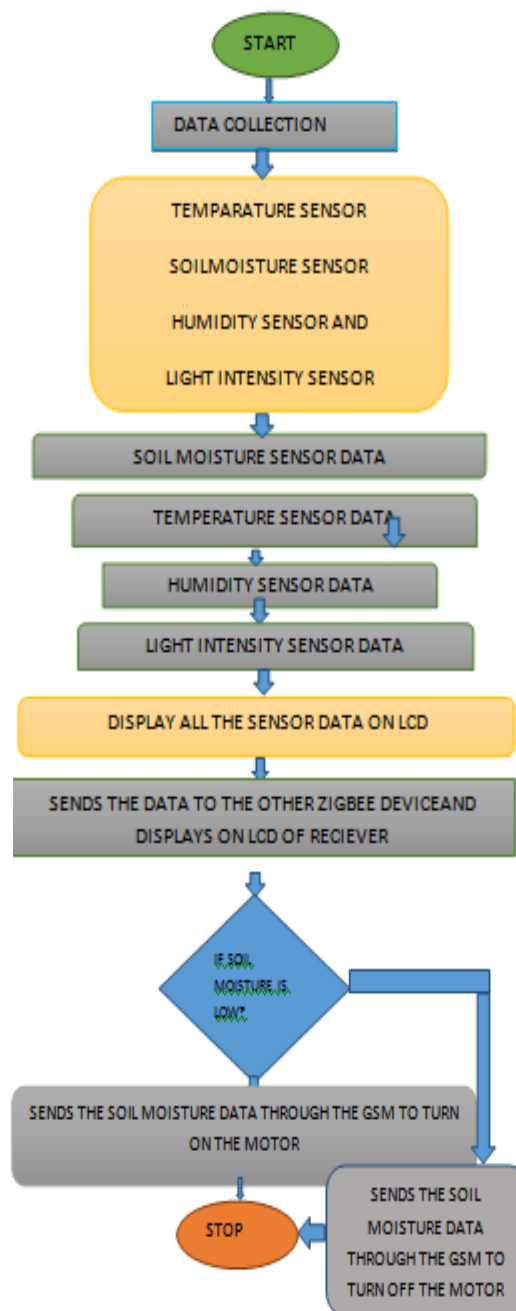 START
DATA COLLECTION
TEMPARATURE SENSOR
SOILMOISTURE SENSOR
HUMIDITY SENSOR AND
LIGHT INTENSITY SENSOR
SOIL MOISTURE SENSOR DATA
TEMPERATURE SENSOR DATA
HUMIDITY SENSOR DATA
LIGHT INTENSITY SENSOR DATA
DISPLAY ALL THE SENSOR DATA ON LCD
SENDS THE DATA TO THE OTHER ZIGBEE DEVICEAND
DISPLAYS ON LCD OF RECIEVER
IF SOIL
MOISTURE IS
LOW?
SENDS THE SOIL MOISTURE DATA THROUGH THE GSM TO TURN
ON THE MOTOR
STOP
SENDS THE SOIL
MOISTURE DATA
THROUGH THE GSM TO
TURN OFF THE MOTOR